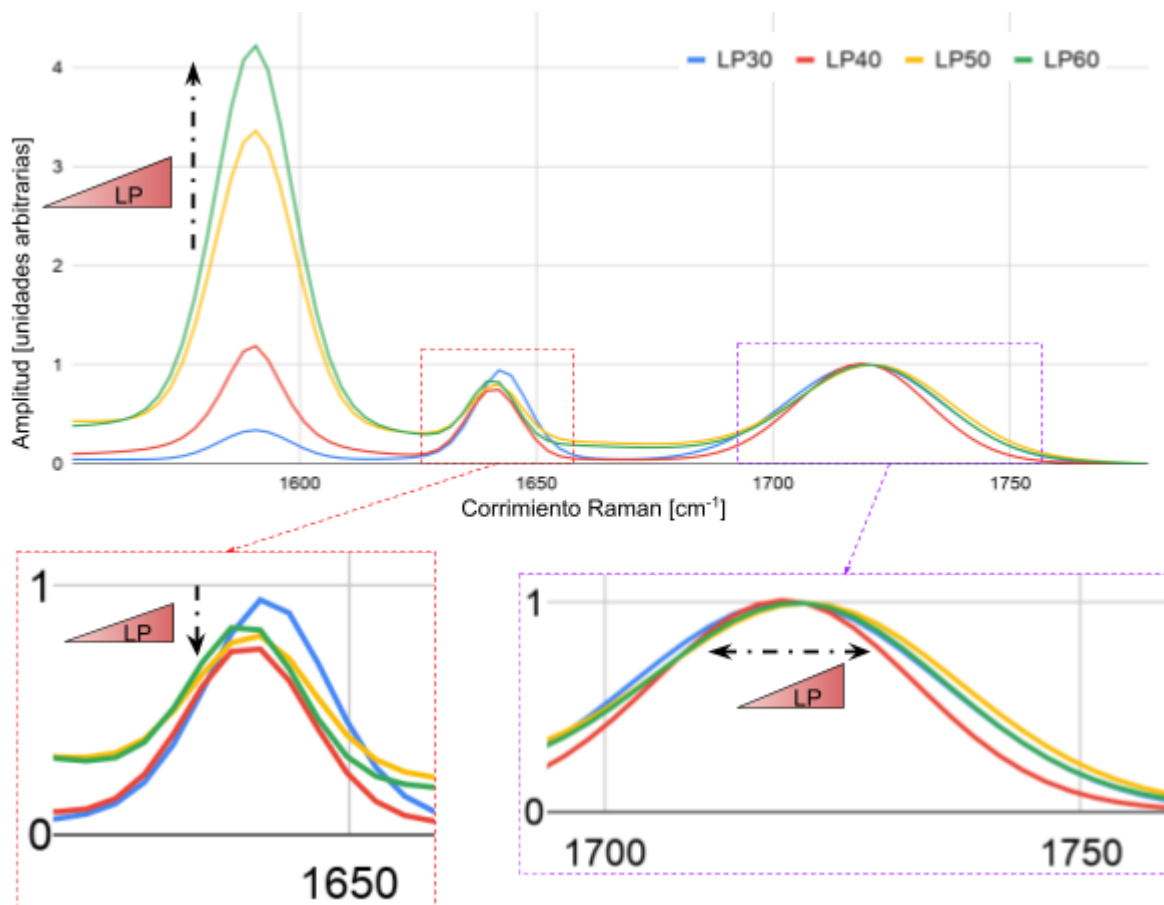 LP30 LP40 LP50 LP60
4
3
2
1
0
Amplitud [unidades arbitrarias]
LP
1600 1650 1700 1750
Corrimiento Raman [cm-1]
1
LP
0
1650
1
LP
0
1700 1750